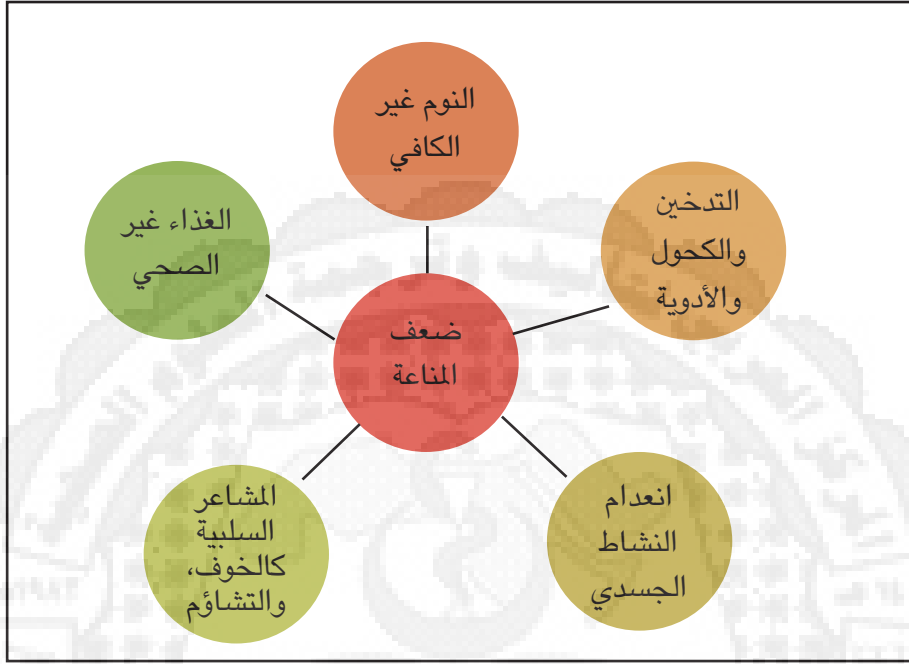 النوم غير
الكافي
التدخين
والكحول
والأدوية
الغذاء غير
الصحي
ضعف
المناعة
المشاعر
السلبية
كالخوف،
والتشاؤم
انعدام
النشاط
الجسدي